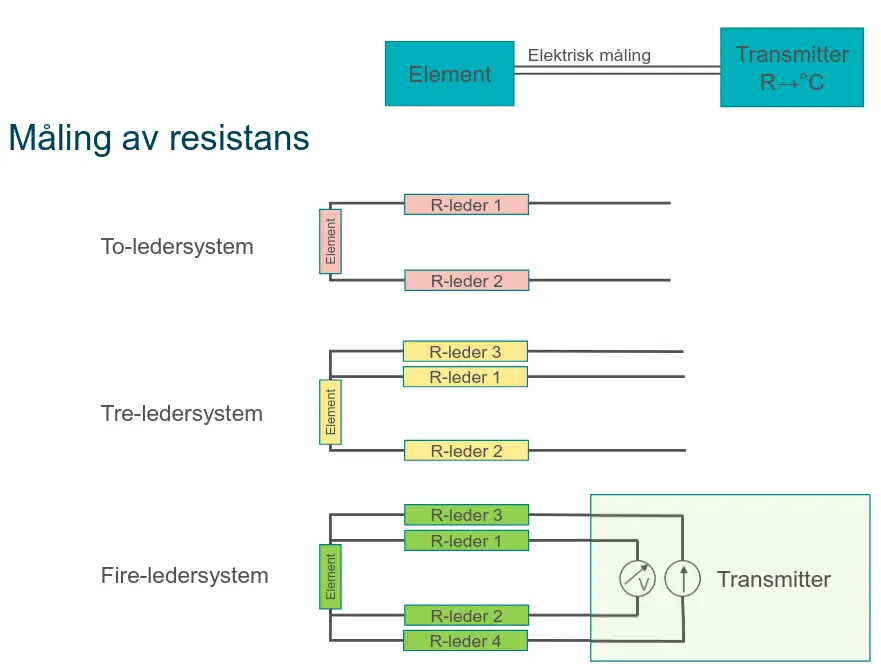 Element
Elektrisk måling
Transmitter
R→°C
Måling av resistans
To-ledersystem
Element
R-leder 1
R-leder 2
Tre-ledersystem
Element
R-leder 3
R-leder 1
R-leder 2
Fire-ledersystem
Element
R-leder 3
R-leder 1
R-leder 2
R-leder 4
V
Transmitter